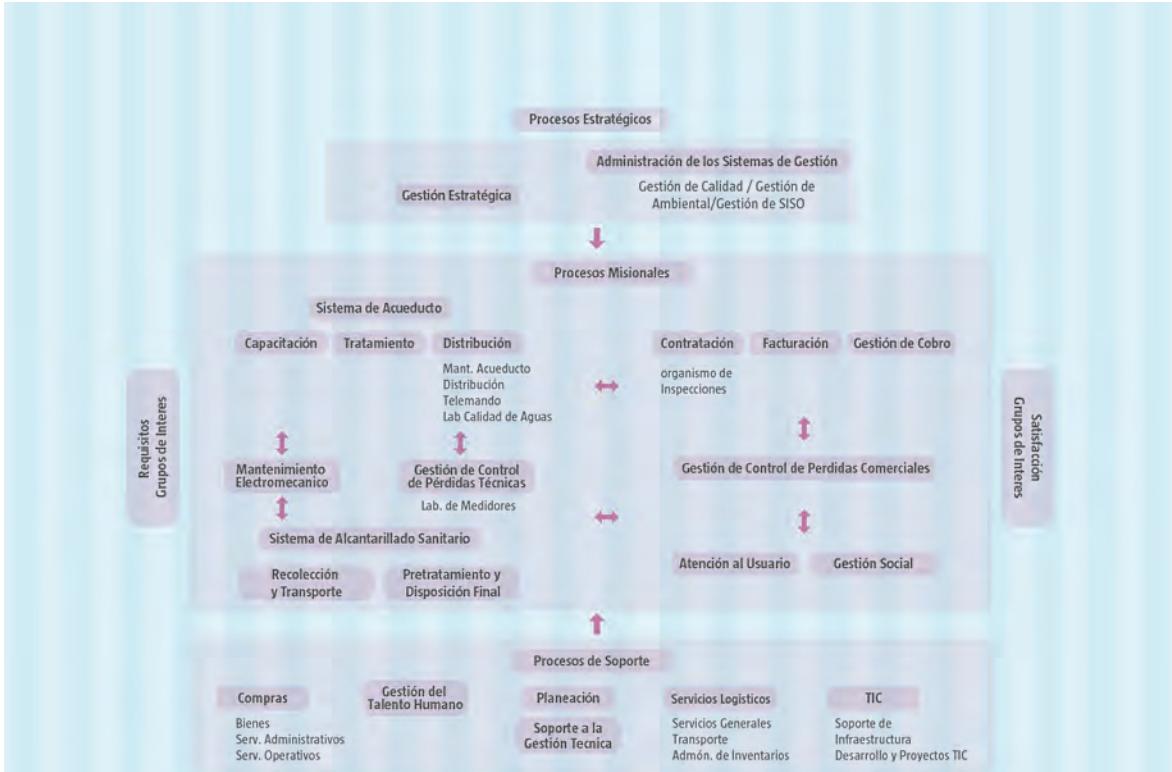 Procesos Estratégicos
Administración de los Sistemas de Gestión
Gestión Estratégica
Gestión de Calidad / Gestión de
Ambiental/Gestión de SISO
Procesos Misionales
Sistema de Acueducto
Capacitación
Tratamiento
Distribución
Mant. Acueducto
Distribución
Telemando
Lab Calidad de Aguas
Contratación
Facturación
Gestión de Cobro
organismo de
Inspecciones
Requisitos
Grupos de Interes
Satisfacción
Grupos de Interes
Mantenimiento
Electromecanico
Gestión de Control
de Pérdidas Técnicas
Lab. de Medidores
Gestión de Control de Perdidas Comerciales
Sistema de Alcantarillado Sanitario
Recolección
y Transporte
Pretratamiento y
Disposición Final
Atención al Usuario
Gestión Social
Procesos de Soporte
Compras
Bienes
Serv. Administrativos
Serv. Operativos
Gestión del
Talento Humano
Planeación
Soporte a la
Gestión Tecnica
Servicios Logisticos
Servicios Generales
Transporte
Admón. de Inventarios
TIC
Soporte de
Infraestructura
Desarrollo y Proyectos TIC